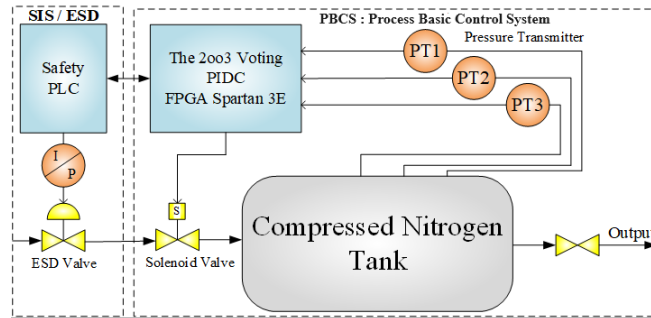 SIS / ESD
PBCS : Process Basic Control System
Safety
PLC
The 2oo3 Voting
PIDC
FPGA Spartan 3E
PT1
Pressure Transmitter
PT2
PT3
I
P
S
Compressed Nitrogen
Tank
Output
ESD Valve
Solenoid Valve